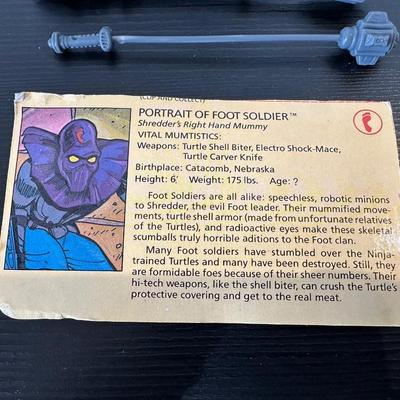 (CLIP AND COLLECT)
PORTRAIT OF FOOT SOLDIER™
Shredder's Right Hand Mummy
VITAL MUMTISTICS:
Weapons: Turtle Shell Biter, Electro Shock-Mace,
Turtle Carver Knife
Birthplace: Catacomb, Nebraska
Height: 6' Weight: 175 lbs. Age: ?
Foot Soldiers are all alike: speechless, robotic minions
to Shredder, the evil Foot leader. Their mummified move-
ments, turtle shell armor (made from unfortunate relatives
of the Turtles), and radioactive eyes make these skeletal
scumballs truly horrible aditions to the Foot clan.
Many Foot soldiers have stumbled over the Ninja-
trained Turtles and many have been destroyed. Still, they
are formidable foes because of their sheer numbers. Their
hi-tech weapons, like the shell biter, can crush the Turtle's
protective covering and get to the real meat.